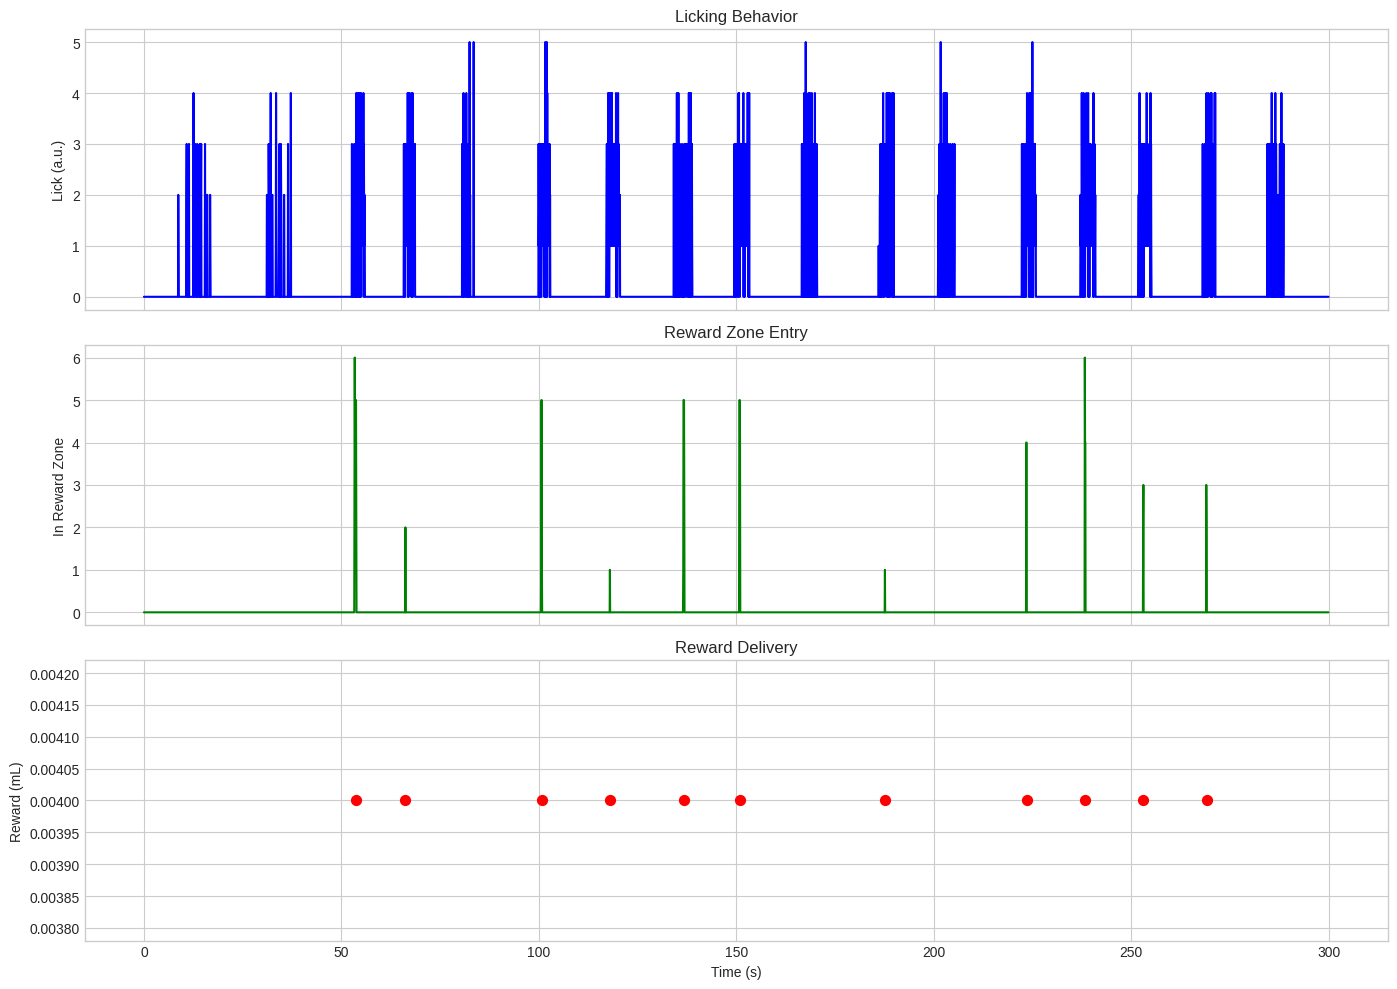 Licking Behavior
Lick (a.u.)
5
4
3
2
1
0
Reward Zone Entry
In Reward Zone
6
5
4
3
2
1
0
Reward Delivery
Reward (mL)
0.00420
0.00415
0.00410
0.00405
0.00400
0.00395
0.00390
0.00385
0.00380
0 50 100 150 200 250 300
Time (s)